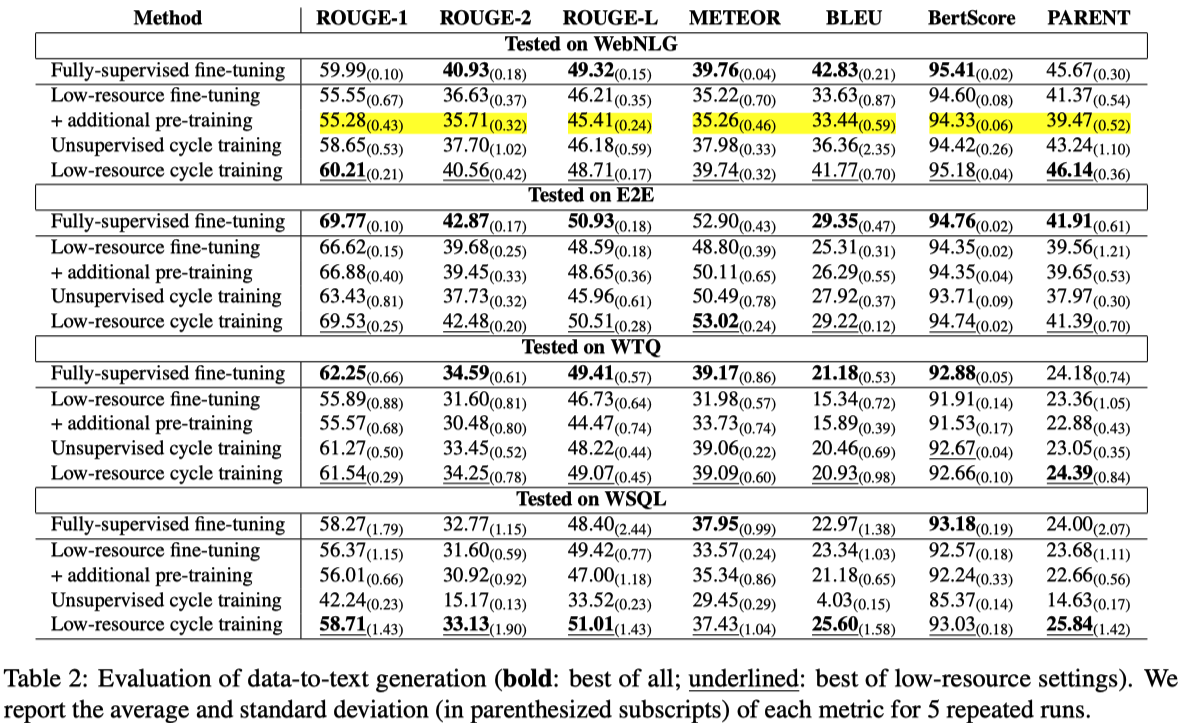 Method ROUGE-1 ROUGE-2 ROUGE-L METEOR BLEU BertScore PARENT
Tested on WebNLG
Fully-supervised fine-tuning 59.99(0.10) 40.93(0.18) 49.32(0.15) 39.76(0.04) 42.83(0.21) 95.41(0.02) 45.67(0.30)
Low-resource fine-tuning 55.55(0.67) 36.63(0.37) 46.21(0.35) 35.22(0.70) 33.63(0.87) 94.60(0.08) 41.37(0.54)
+ additional pre-training 55.28(0.43) 35.71(0.32) 45.41(0.24) 35.26(0.46) 33.44(0.59) 94.33(0.06) 39.47(0.52)
Unsupervised cycle training 58.65(0.53) 37.70(1.02) 46.18(0.59) 37.98(0.33) 36.36(2.35) 94.42(0.26) 43.24(1.10)
Low-resource cycle training 60.21(0.21) 40.56(0.42) 48.71(0.17) 39.74(0.32) 41.77(0.70) 95.18(0.04) 46.14(0.36)
Tested on E2E
Fully-supervised fine-tuning 69.77(0.10) 42.87(0.17) 50.93(0.18) 52.90(0.43) 29.35(0.47) 94.76(0.02) 41.91(0.61)
Low-resource fine-tuning 66.62(0.15) 39.68(0.25) 48.59(0.18) 48.80(0.39) 25.31(0.31) 94.35(0.02) 39.56(1.21)
+ additional pre-training 66.88(0.40) 39.45(0.33) 48.65(0.36) 50.11(0.65) 26.29(0.55) 94.35(0.04) 39.65(0.53)
Unsupervised cycle training 63.43(0.81) 37.73(0.32) 45.96(0.61) 50.49(0.78) 27.92(0.37) 93.71(0.09) 37.97(0.30)
Low-resource cycle training 69.53(0.25) 42.48(0.20) 50.51(0.28) 53.02(0.24) 29.22(0.12) 94.74(0.02) 41.39(0.70)
Tested on WTQ
Fully-supervised fine-tuning 62.25(0.66) 34.59(0.61) 49.41(0.57) 39.17(0.86) 21.18(0.53) 92.88(0.05) 24.18(0.74)
Low-resource fine-tuning 55.89(0.88) 31.60(0.81) 46.73(0.64) 31.98(0.57) 15.34(0.72) 91.91(0.14) 23.36(1.05)
+ additional pre-training 55.57(0.68) 30.48(0.80) 44.47(0.74) 33.73(0.74) 15.89(0.39) 91.53(0.17) 22.88(0.43)
Unsupervised cycle training 61.27(0.50) 33.45(0.52) 48.22(0.44) 39.06(0.22) 20.46(0.69) 92.67(0.04) 23.05(0.35)
Low-resource cycle training 61.54(0.29) 34.25(0.78) 49.07(0.45) 39.09(0.60) 20.93(0.98) 92.66(0.10) 24.39(0.84)
Tested on WSQL
Fully-supervised fine-tuning 58.27(1.79) 32.77(1.15) 48.40(2.44) 37.95(0.99) 22.97(1.38) 93.18(0.19) 24.00(2.07)
Low-resource fine-tuning 56.37(1.15) 31.60(0.59) 49.42(0.77) 33.57(0.24) 23.34(1.03) 92.57(0.18) 23.68(1.11)
+ additional pre-training 56.01(0.66) 30.92(0.92) 47.00(1.18) 35.34(0.86) 21.18(0.65) 92.24(0.33) 22.66(0.56)
Unsupervised cycle training 42.24(0.23) 15.17(0.13) 33.52(0.23) 29.45(0.29) 4.03(0.15) 85.37(0.14) 14.63(0.17)
Low-resource cycle training 58.71(1.43) 33.13(1.90) 51.01(1.43) 37.43(1.04) 25.60(1.58) 93.03(0.18) 25.84(1.42)
Table 2: Evaluation of data-to-text generation (bold: best of all; underlined: best of low-resource settings). We
report the average and standard deviation (in parenthesized subscripts) of each metric for 5 repeated runs.